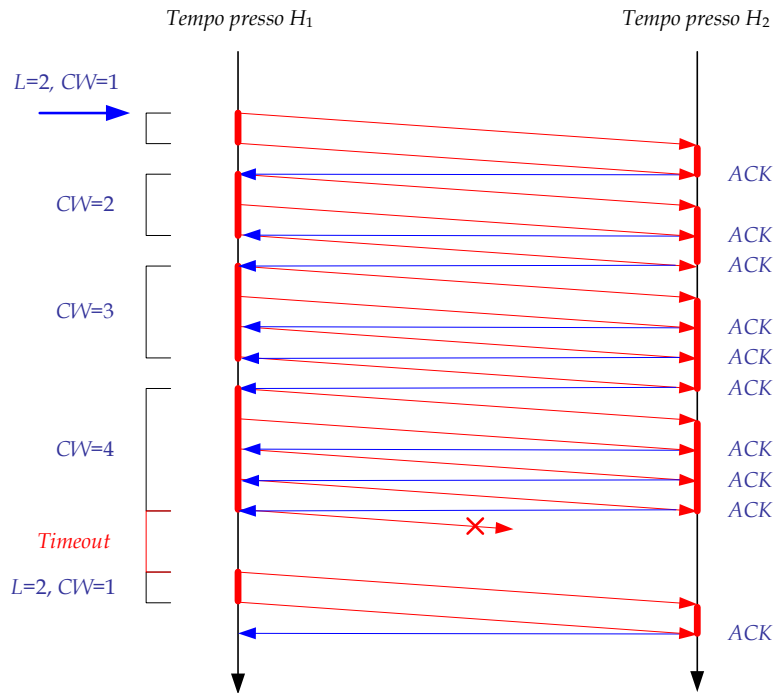 Tempo presso H₁
Tempo presso H₂
L=2, CW=1
ACK
CW=2
ACK
ACK
CW=3
ACK
ACK
ACK
CW=4
ACK
ACK
ACK
Timeout
L=2, CW=1
ACK